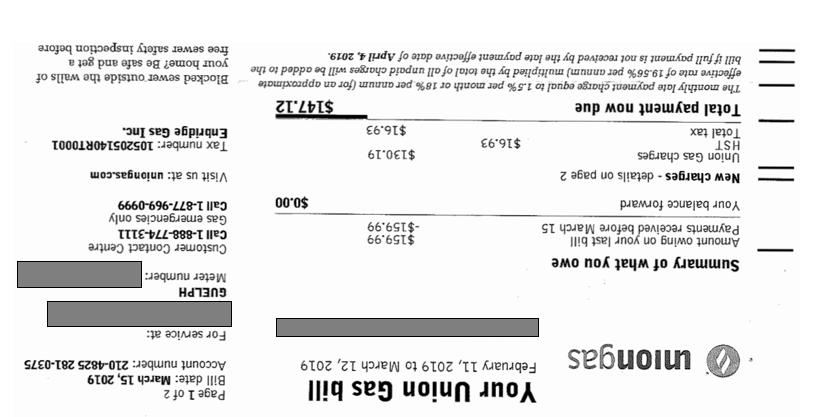 uniongas
Your Union Gas bill
February 11, 2019 to March 12, 2019
Page 1 of 2
Bill date: March 15, 2019
Account number: 210-4825 281-0375
For service at:
GUELPH
Meter number:
Customer Contact Centre
Call 1-888-774-3111
Gas emergencies only
Call 1-877-969-0999
Visit us at: uniongas.com
Tax number: 105205140RT0001
Enbridge Gas Inc.
Blocked sewer outside the walls of
your home? Be safe and get a
free sewer safety inspection before
Summary of what you owe
Amount owing on your last bill $159.99
Payments received before March 15 -$159.99
Your balance forward $0.00
New charges - details on page 2
Union Gas charges $130.19
HST $16.93
Total tax $16.93
Total payment now due $147.12
The monthly late payment charge equal to 1.5% per month or 18% per annum (for an approximate
effective rate of 19.56% per annum) multiplied by the total of all unpaid charges will be added to the
bill if full payment is not received by the late payment effective date of April 4, 2019.